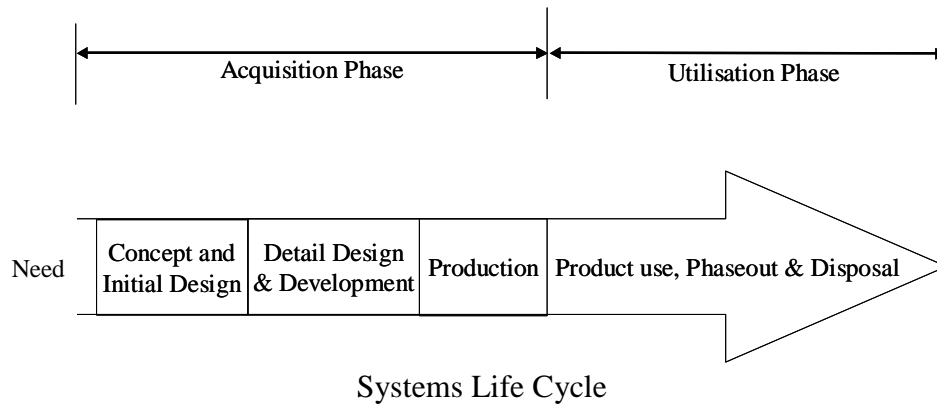 Acquisition Phase
Utilisation Phase
Need
Concept and
Initial Design
Detail Design
& Development
Production
Product use, Phaseout & Disposal
Systems Life Cycle